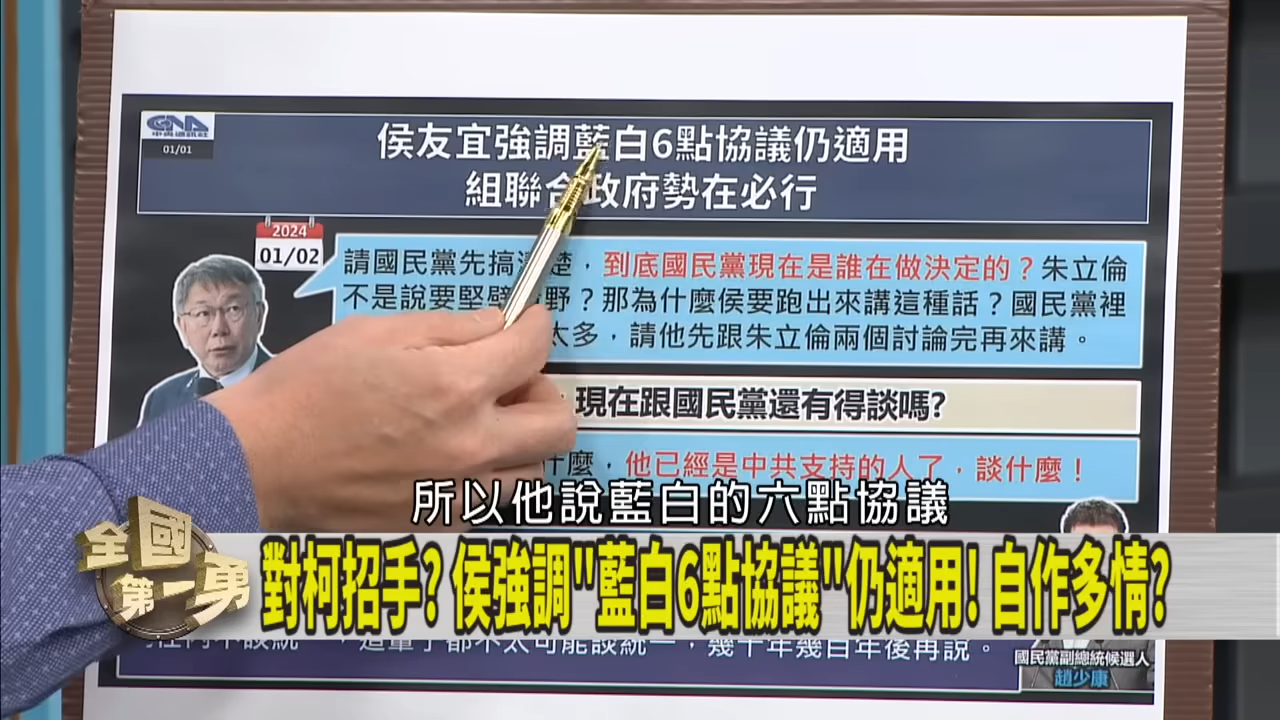 CNA
中央通訊社
01/01
侯友宜強調藍白6點協議仍適用
組聯合政府勢在必行
2024
01/02
請國民黨先搞清楚，到底國民黨現在是誰在做決定的？朱立倫
不是說要堅壁 野？那為什麼侯要跑出來講這種話？國民黨裡
太多，請他先跟朱立倫兩個討論完再來講。
現在跟國民黨還有得談嗎？
什麼，他已經是中共支持的人了，談什麼！
所以他說藍白的六點協議
全國第一勇
對柯招手？侯強調"藍白6點協議"仍適用！自作多情？
不太可能談統一，幾十年幾百年後再說。
國民黨副總統候選人
趙少康